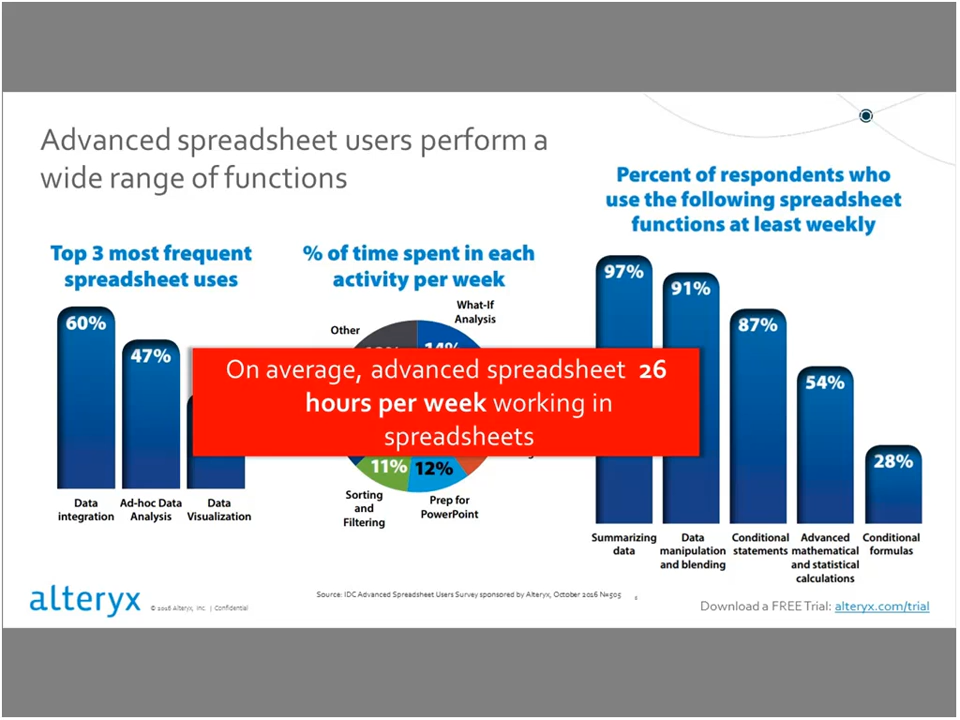 Advanced spreadsheet users perform a
wide range of functions
Top 3 most frequent
spreadsheet uses
60%
47%
Data
integration
Ad-hoc Data
Analysis
Data
Visualization
% of time spent in each
activity per week
What-If
Analysis
Other
14%
11%
12%
Sorting
and
Filtering
Prep for
PowerPoint
On average, advanced spreadsheet 26
hours per week working in
spreadsheets
Percent of respondents who
use the following spreadsheet
functions at least weekly
97%
91%
87%
54%
28%
Summarizing
data
Data
manipulation
and blending
Conditional
statements
Advanced
mathematical
and statistical
calculations
Conditional
formulas
alteryx
© 2016 Alteryx, Inc. | Confidential
Source: IDC Advanced Spreadsheet Users Survey sponsored by Alteryx, October 2016 N=505
Download a FREE Trial: alteryx.com/trial